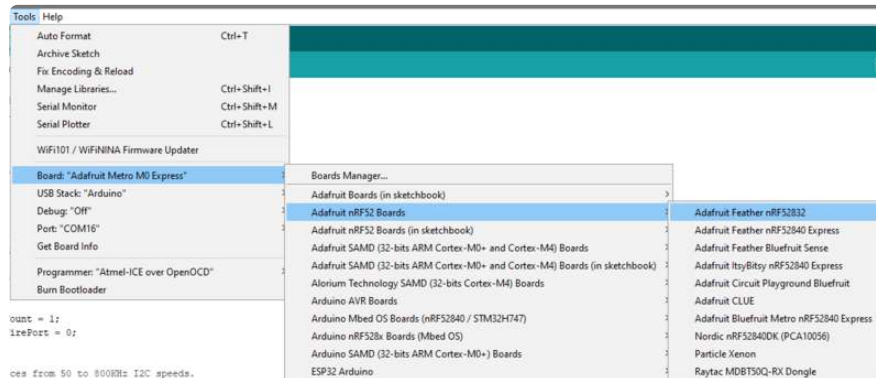 Tools Help
Auto Format Ctrl+T
Archive Sketch
Fix Encoding & Reload
Manage Libraries... Ctrl+Shift+I
Serial Monitor Ctrl+Shift+M
Serial Plotter Ctrl+Shift+L
WiFi101 / WiFiNINA Firmware Updater
Board: "Adafruit Metro M0 Express"
USB Stack: "Arduino"
Debug: "Off"
Port: "COM16"
Get Board Info
Programmer: "Atmel-ICE over OpenOCD"
Burn Bootloader
Boards Manager...
Adafruit Boards (in sketchbook)
Adafruit nRF52 Boards
Adafruit nRF52 Boards (in sketchbook)
Adafruit SAMD (32-bits ARM Cortex-M0+ and Cortex-M4) Boards
Adafruit SAMD (32-bits ARM Cortex-M0+ and Cortex-M4) Boards (in sketchbook)
Alorium Technology SAMD (32-bits Cortex-M4) Boards
Arduino AVR Boards
Arduino Mbed OS Boards (nRF52840 / STM32H747)
Arduino nRF528x Boards (Mbed OS)
Arduino SAMD (32-bits ARM Cortex-M0+) Boards
ESP32 Arduino
Adafruit Feather nRF52832
Adafruit Feather nRF52840 Express
Adafruit Feather Bluefruit Sense
Adafruit ItsyBitsy nRF52840 Express
Adafruit Circuit Playground Bluefruit
Adafruit CLUE
Adafruit Bluefruit Metro nRF52840 Express
Nordic nRF52840DK (PCA10056)
Particle Xenon
Raytac MDBT50Q-RX Dongle
ount = 1;
irePort = 0;
ces from 50 to 800KHz I2C speeds.